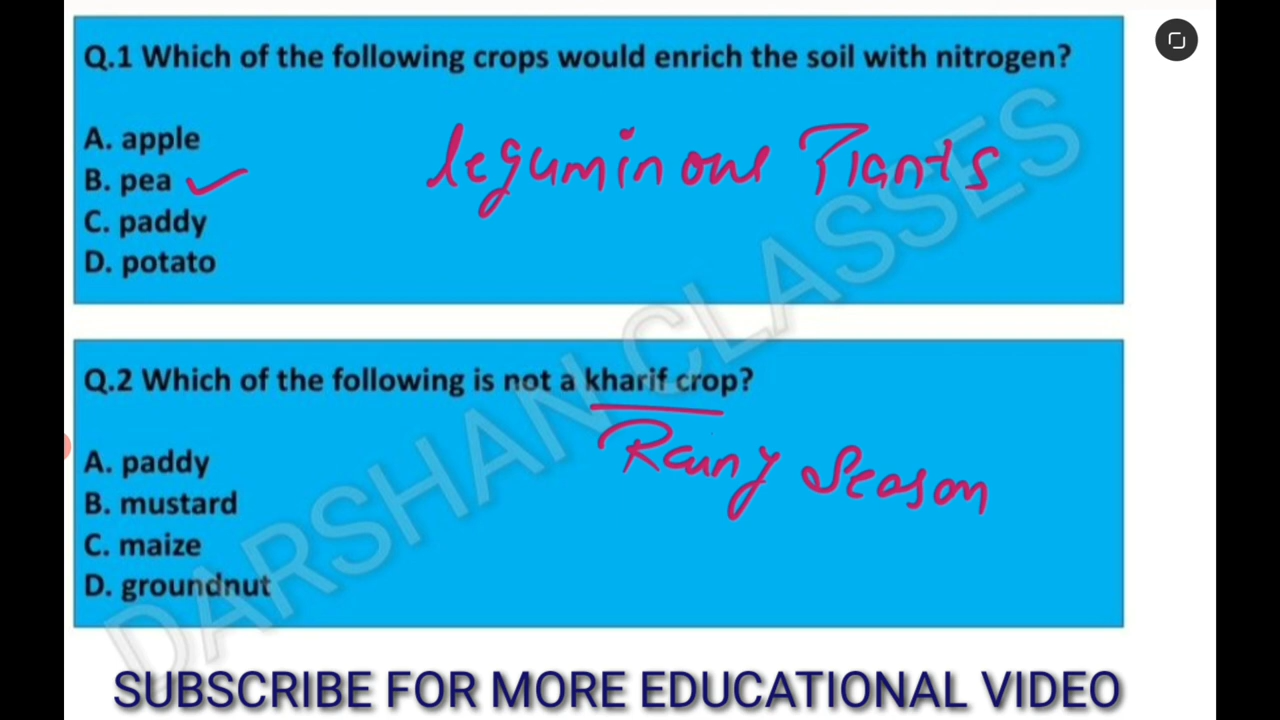 Q.1 Which of the following crops would enrich the soil with nitrogen?
A. apple
B. pea
leguminous Plants
C. paddy
D. potato
Q.2 Which of the following is not a kharif crop?
Rainy Season
A. paddy
B. mustard
C. maize
D. groundnut
DARSHAN CLASSES
SUBSCRIBE FOR MORE EDUCATIONAL VIDEO